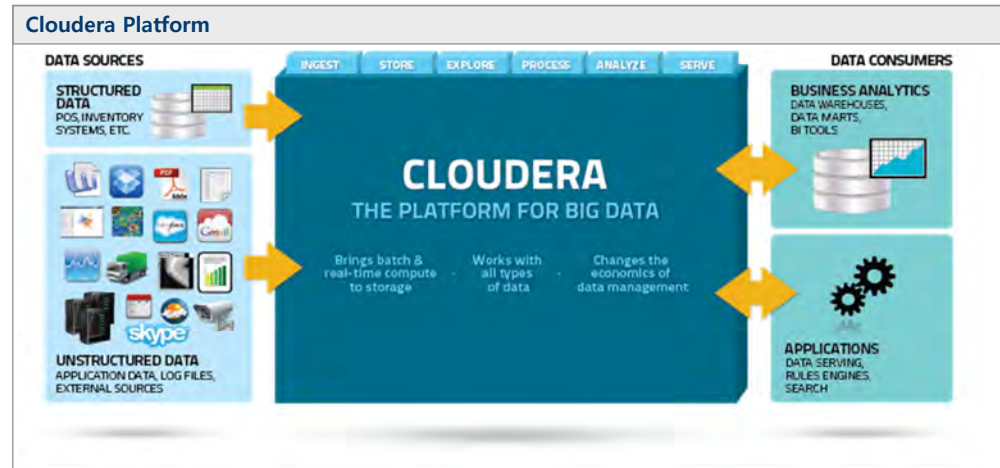 Cloudera Platform
DATA SOURCES
STRUCTURED
DATA
POS, INVENTORY
SYSTEMS, ETC.
PDF
Adobe
Gmail
skype
UNSTRUCTURED DATA
APPLICATION DATA, LOG FILES,
EXTERNAL SOURCES
INGEST
STORE
EXPLORE
PROCESS
ANALYZE
SERVE
CLOUDERA
THE PLATFORM FOR BIG DATA
Brings batch &
real-time compute
to storage
Works with
all types
of data
Changes the
economics of
data management
DATA CONSUMERS
BUSINESS ANALYTICS
DATA WAREHOUSES,
DATA MARTS,
BI TOOLS
APPLICATIONS
DATA SERVING,
RULES ENGINES,
SEARCH